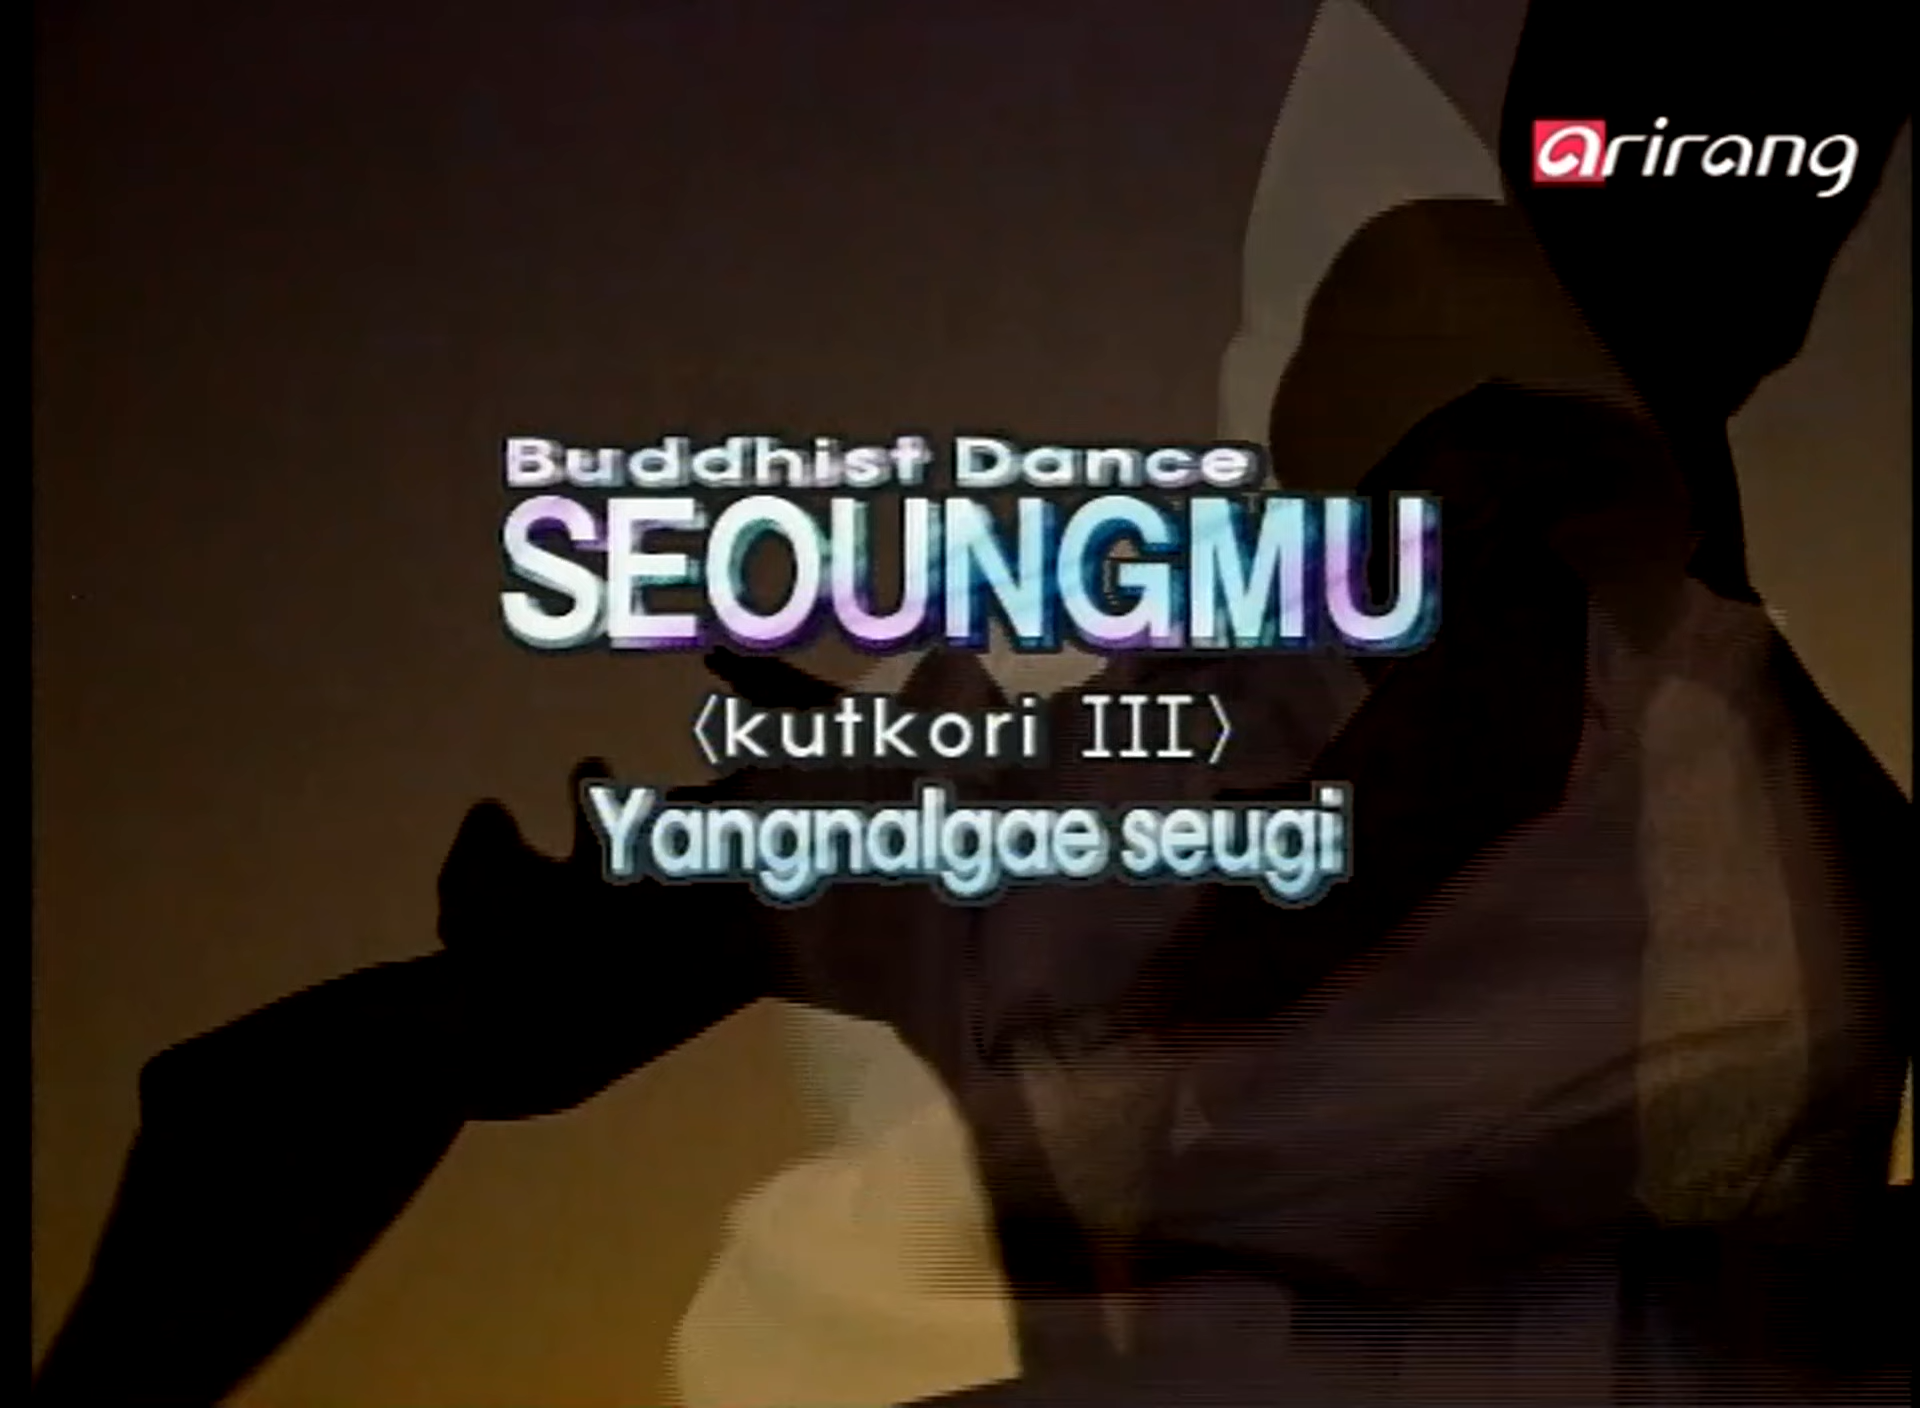 arirang
Buddhist Dance
SEOUNGMU
〈kutkori III〉
Yangnalgae seugi